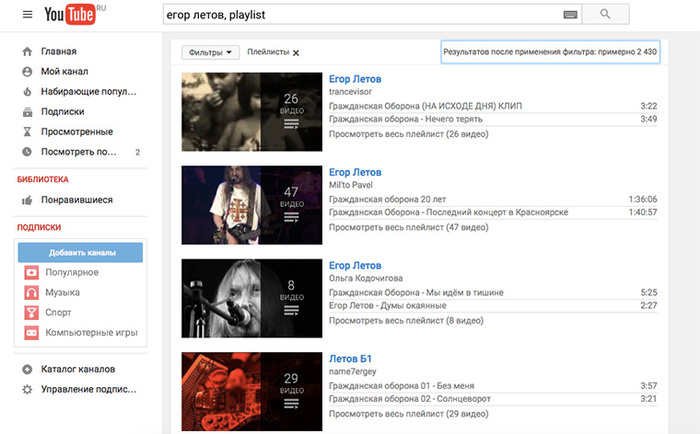 YouTube RU
егор летов, playlist
Главная
Мой канал
Набирающие попул...
Подписки
Просмотренные
Посмотреть по... 2
БИБЛИОТЕКА
Понравившиеся
ПОДПИСКИ
Добавить каналы
Популярное
Музыка
Спорт
Компьютерные игры
Каталог каналов
Управление подпис...
Фильтры Плейлисты
Результатов после применения фильтра: примерно 2 430
26
ВИДЕО
Егор Летов
trancevisor
Гражданская Оборона (НА ИСХОДЕ ДНЯ) КЛИП 3:22
Гражданская Оборона - Нечего терять 3:49
Просмотреть весь плейлист (26 видео)
47
ВИДЕО
Егор Летов
Mil'to Pavel
Гражданская оборона 20 лет 1:36:06
Гражданская Оборона - Последний концерт в Красноярске 1:40:57
Просмотреть весь плейлист (47 видео)
8
ВИДЕО
Егор Летов
Ольга Кодочигова
Гражданская Оборона - Мы идём в тишине 5:25
Егор Летов - Думы окаянные 2:27
Просмотреть весь плейлист (8 видео)
29
ВИДЕО
Летов Б1
name7ergey
Гражданская оборона 01 - Без меня 3:57
Гражданская оборона 02 - Солнцеворот 3:21
Просмотреть весь плейлист (29 видео)